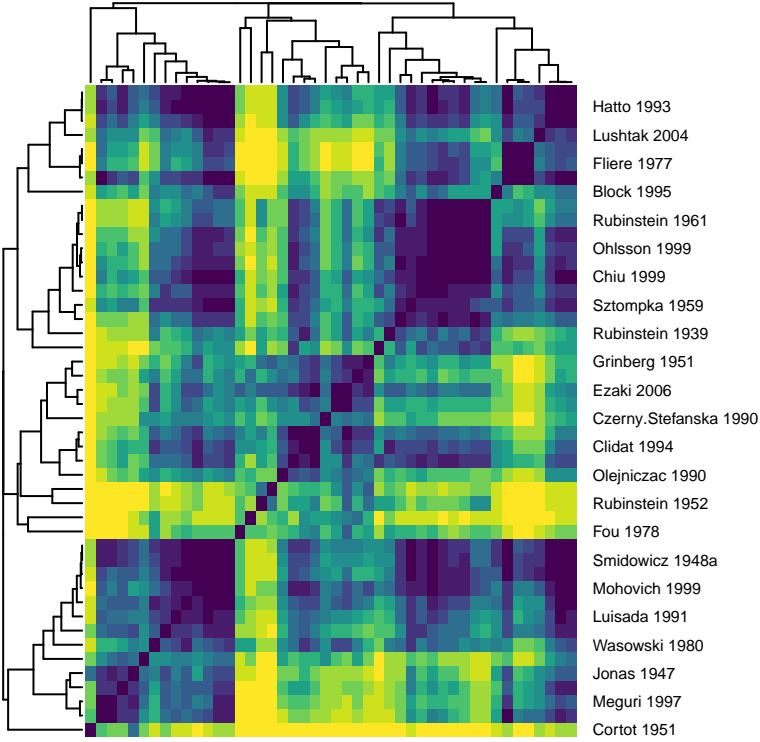 Hatto 1993
Lushtak 2004
Fliere 1977
Block 1995
Rubinstein 1961
Ohlsson 1999
Chiu 1999
Sztompka 1959
Rubinstein 1939
Grinberg 1951
Ezaki 2006
Czerny.Stefanska 1990
Clidat 1994
Olejniczac 1990
Rubinstein 1952
Fou 1978
Smidowicz 1948a
Mohovich 1999
Luisada 1991
Wasowski 1980
Jonas 1947
Meguri 1997
Cortot 1951